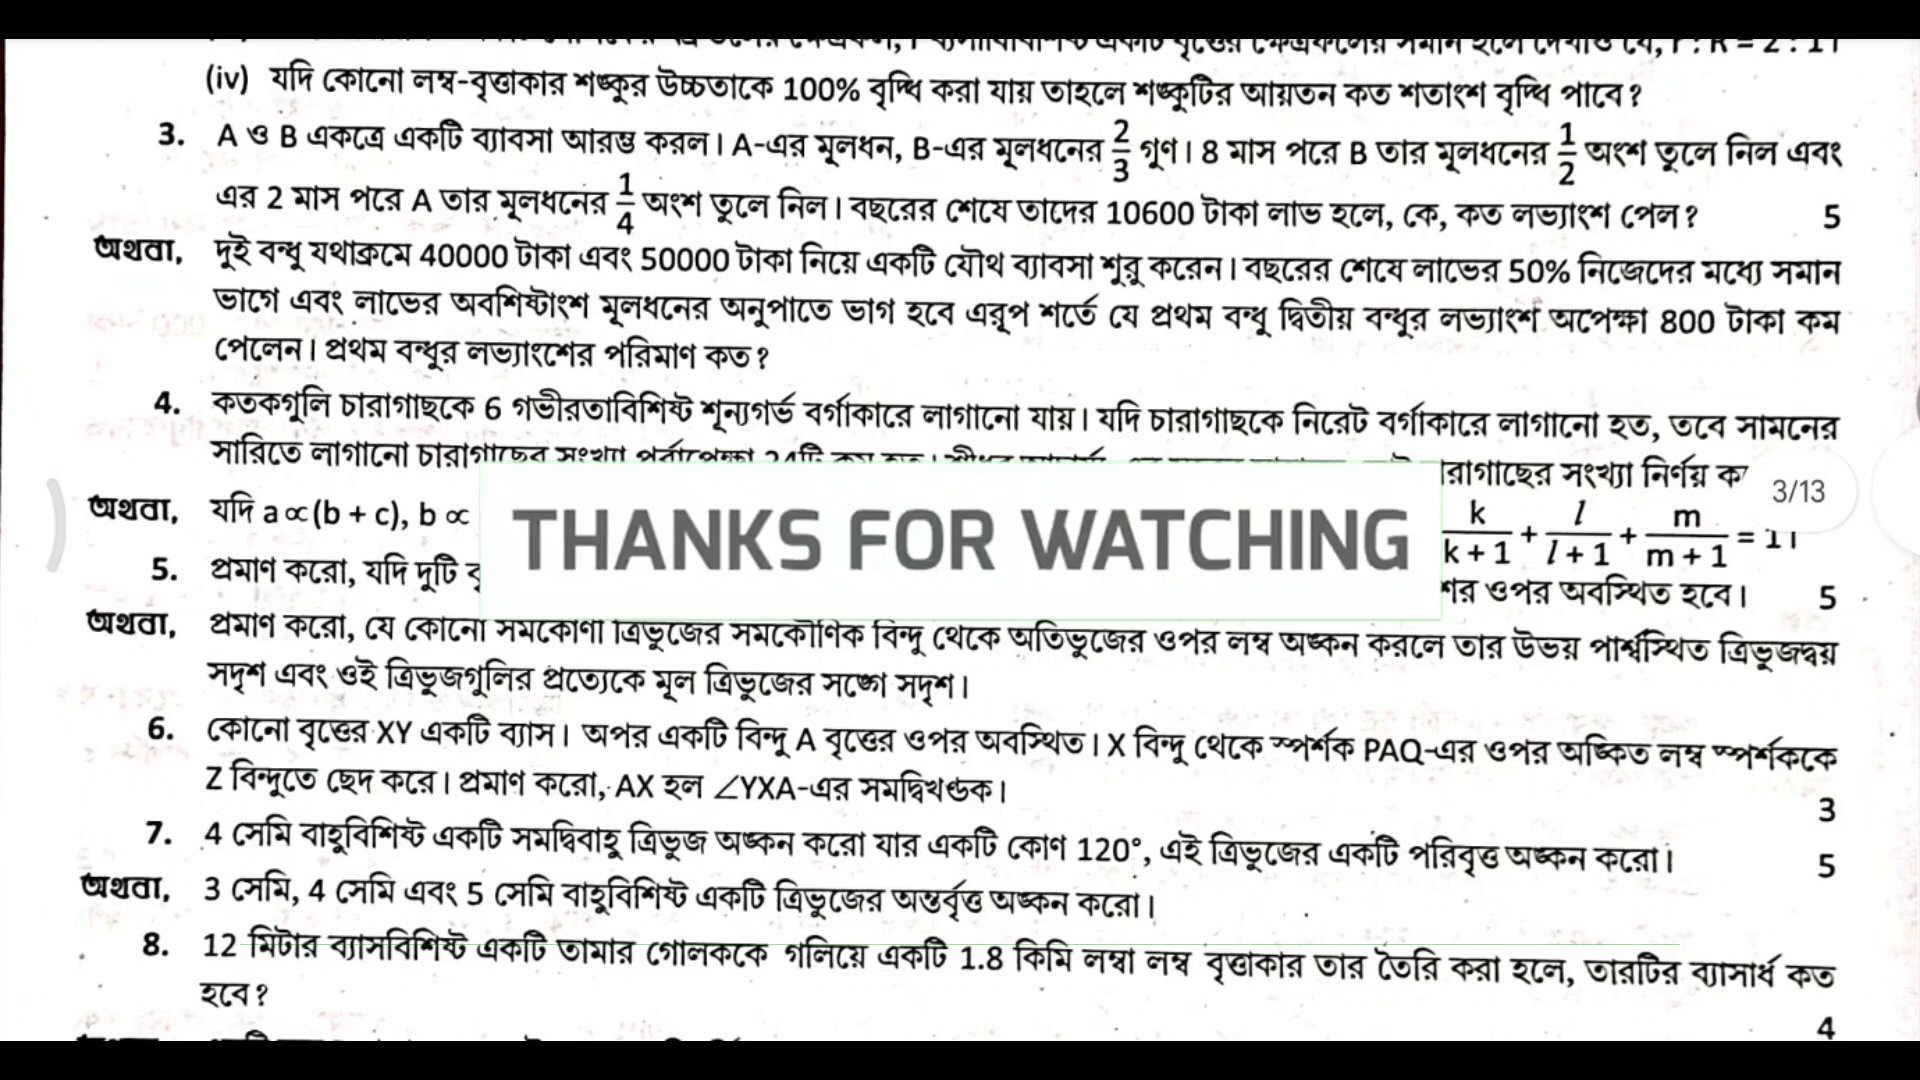 (iv) যদি কোনো লম্ব-বৃত্তাকার শঙ্কুর উচ্চতাকে 100% বৃদ্ধি করা যায় তাহলে শঙ্কুটির আয়তন কত শতাংশ বৃদ্ধি পাবে?
3. A ও B একত্রে একটি ব্যাবসা আরম্ভ করল। A-এর মূলধন, B-এর মূলধনের 2/3 গুণ। 8 মাস পরে B তার মূলধনের 1/2 অংশ তুলে নিল এবং
এর 2 মাস পরে A তার মূলধনের 1/4 অংশ তুলে নিল। বছরের শেষে তাদের 10600 টাকা লাভ হলে, কে, কত লভ্যাংশ পেল? 5
অথবা, দুই বন্ধু যথাক্রমে 40000 টাকা এবং 50000 টাকা নিয়ে একটি যৌথ ব্যাবসা শুরু করেন। বছরের শেষে লাভের 50% নিজেদের মধ্যে সমান
ভাগে এবং লাভের অবশিষ্টাংশ মূলধনের অনুপাতে ভাগ হবে এরূপ শর্তে যে প্রথম বন্ধু দ্বিতীয় বন্ধুর লভ্যাংশ অপেক্ষা 800 টাকা কম
পেলেন। প্রথম বন্ধুর লভ্যাংশের পরিমাণ কত?
4. কতকগুলি চারাগাছকে 6 গভীরতাবিশিষ্ট শূন্যগর্ভ বর্গাকারে লাগানো যায়। যদি চারাগাছকে নিরেট বর্গাকারে লাগানো হত, তবে সামনের
সারিতে লাগানো চারাগাছের সংখ্যা পূর্বাপেক্ষা 24টি কম হত। সংখ্যা নির্ণয় 3/13
অথবা, যদি a ∝ (b + c), b ∝ k/(k + 1) + l/(l + 1) + m/(m + 1) =
THANKS FOR WATCHING
5. প্রমাণ করো, যদি দুটি ওপর অবস্থিত হবে। 5
অথবা, প্রমাণ করো, যে কোনো সমকোণী ত্রিভুজের সমকৌণিক বিন্দু থেকে অতিভুজের ওপর লম্ব অঙ্কন করলে তার উভয় পার্শ্বস্থিত ত্রিভুজদ্বয়
সদৃশ এবং ওই ত্রিভুজগুলির প্রত্যেকে মূল ত্রিভুজের সঙ্গে সদৃশ।
6. কোনো বৃত্তের XY একটি ব্যাস। অপর একটি বিন্দু A বৃত্তের ওপর অবস্থিত। X বিন্দু থেকে স্পর্শক PAQ-এর ওপর অঙ্কিত লম্ব স্পর্শককে
Z বিন্দুতে ছেদ করে। প্রমাণ করো, AX হল ∠YXA-এর সমদ্বিখণ্ডক। 3
7. 4 সেমি বাহুবিশিষ্ট একটি সমদ্বিবাহু ত্রিভুজ অঙ্কন করো যার একটি কোণ 120°, এই ত্রিভুজের একটি পরিবৃত্ত অঙ্কন করো। 5
অথবা, 3 সেমি, 4 সেমি এবং 5 সেমি বাহুবিশিষ্ট একটি ত্রিভুজের অন্তর্বৃত্ত অঙ্কন করো।
8. 12 মিটার ব্যাসবিশিষ্ট একটি তামার গোলককে গলিয়ে একটি 1.8 কিমি লম্বা লম্ব বৃত্তাকার তার তৈরি করা হলে, তারটির ব্যাসার্ধ কত
হবে? 4